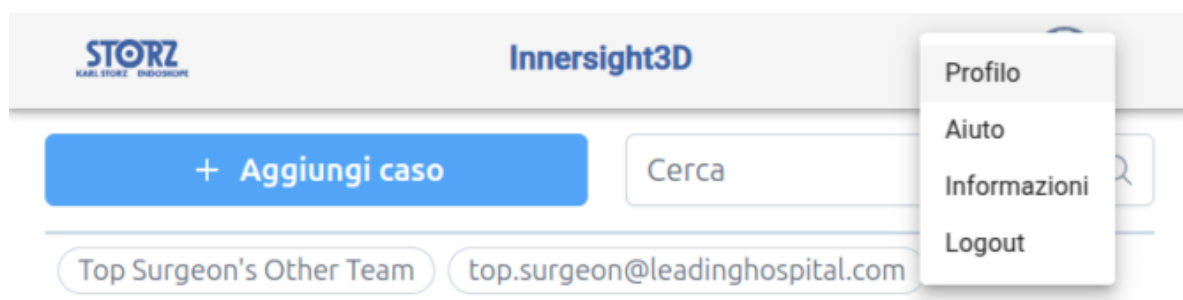 STORZ
KARL STORZ ENDOSKOPE
Innersight3D
Profilo
Aiuto
Informazioni
Logout
+ Aggiungi caso
Cerca
Top Surgeon's Other Team
top.surgeon@leadinghospital.com